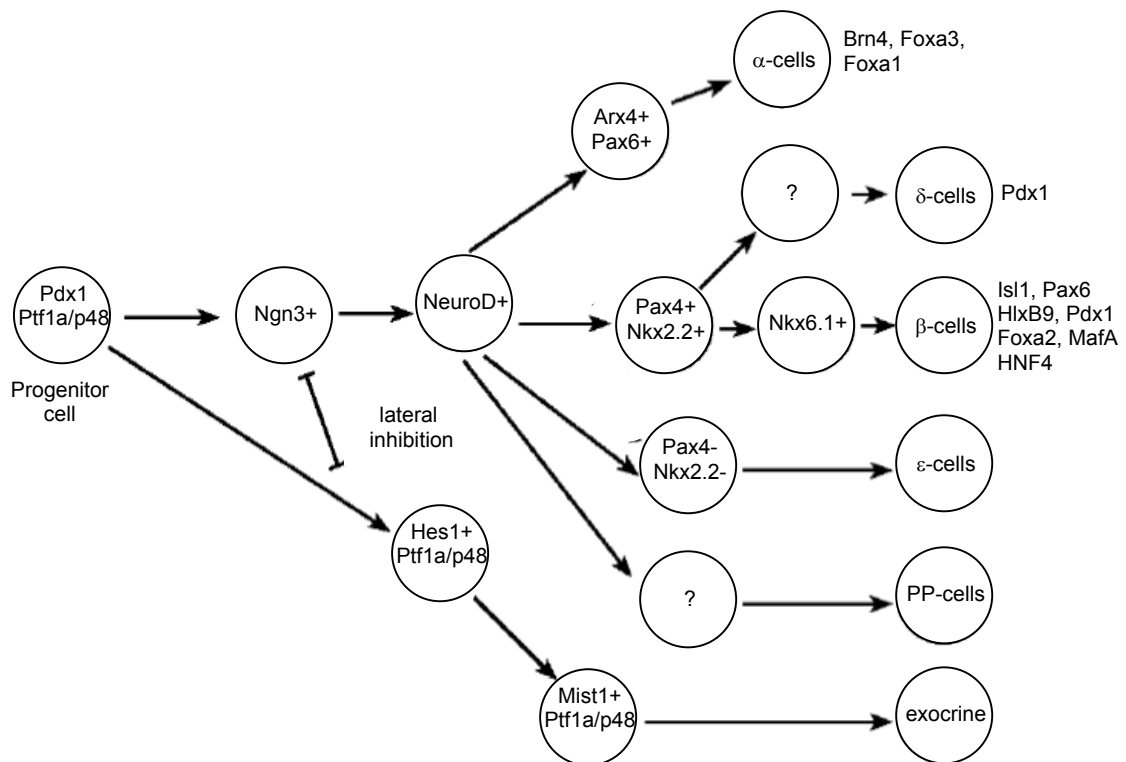 α-cells
Brn4, Foxa3,
Foxa1
Arx4+
Pax6+
?
δ-cells
Pdx1
Pdx1
Ptf1a/p48
Progenitor
cell
Ngn3+
NeuroD+
Pax4+
Nkx2.2+
Nkx6.1+
β-cells
Isl1, Pax6
HlxB9, Pdx1
Foxa2, MafA
HNF4
lateral
inhibition
Pax4-
Nkx2.2-
ε-cells
Hes1+
Ptf1a/p48
?
PP-cells
Mist1+
Ptf1a/p48
exocrine